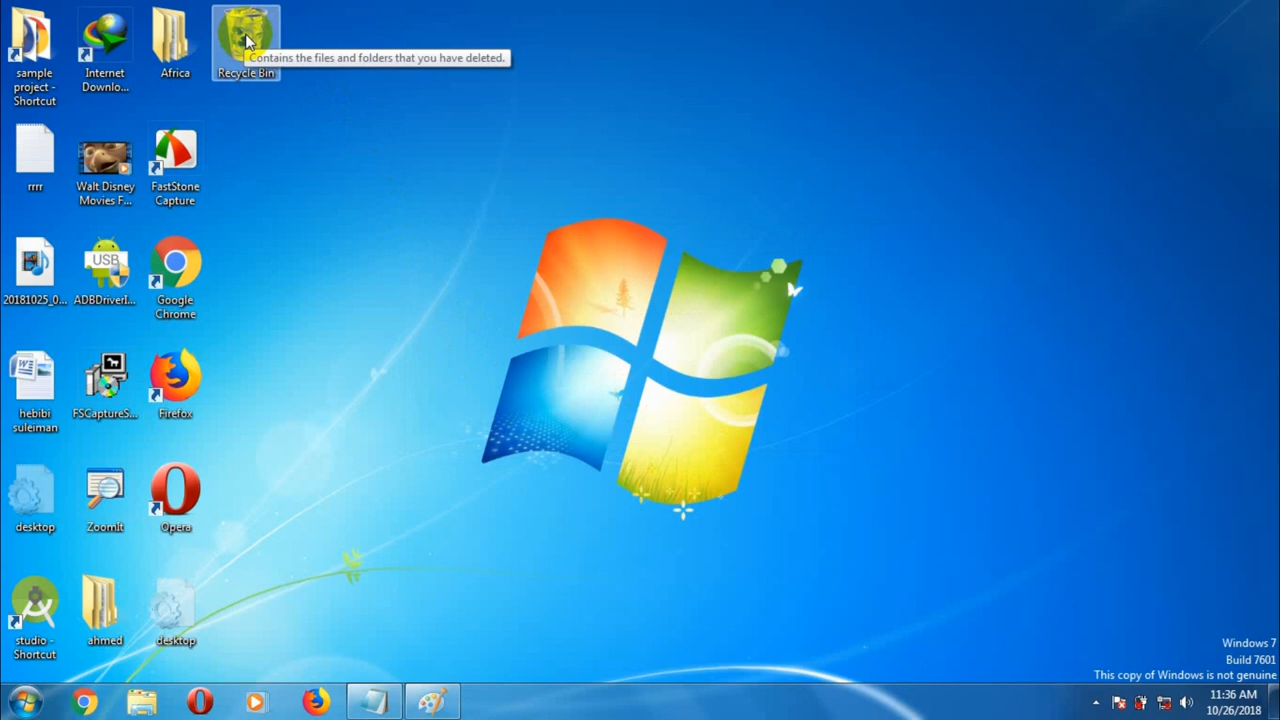 sample
project -
Shortcut
Internet
Downlo...
Africa
Recycle Bin
Contains the files and folders that you have deleted.
rrrr
Walt Disney
Movies F...
FastStone
Capture
20181025_0...
USB
ADBDriverI...
Google
Chrome
hebibi
suleiman
FSCaptureS...
Firefox
desktop
ZoomIt
Opera
studio -
Shortcut
ahmed
desktop
Windows 7
Build 7601
This copy of Windows is not genuine
11:36 AM
10/26/2018